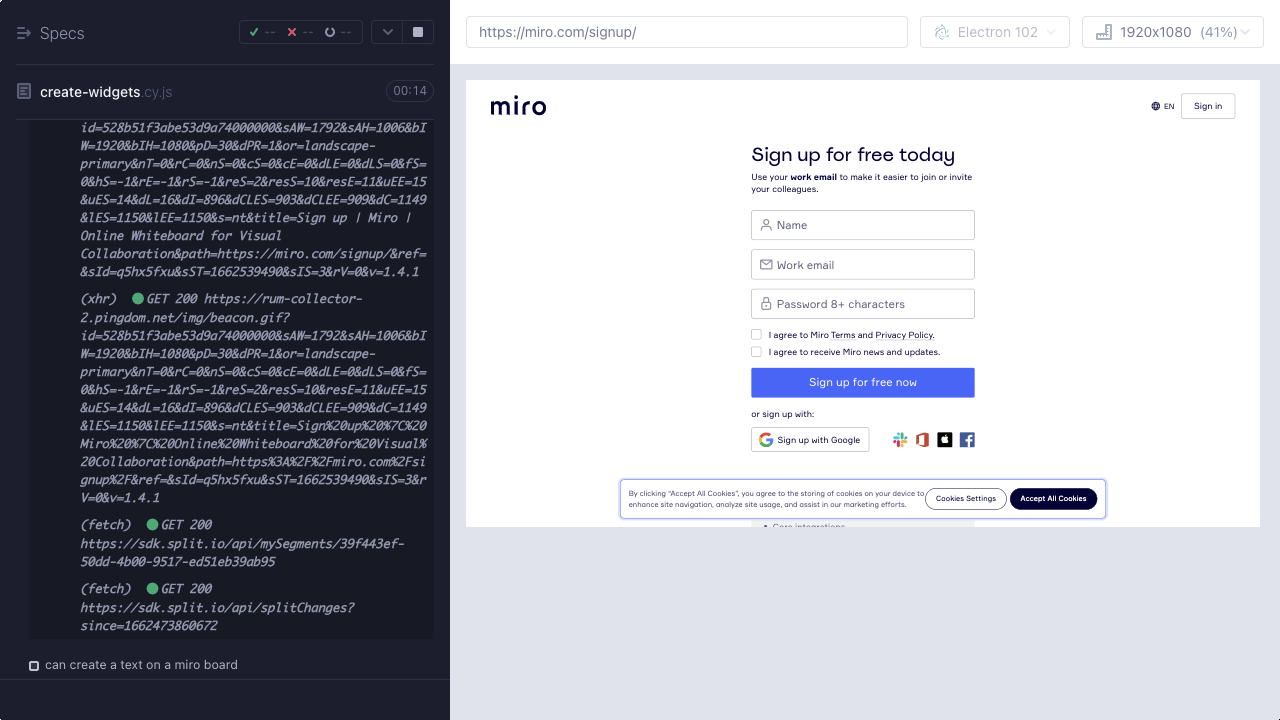 Specs
--
--
--
create-widgets.cy.js
00:14
id=528b51f3abe53d9a74000000&sAW=1792&sAH=1006&bI
W=1920&bIH=1080&pD=30&dPR=1&or=landscape-
primary&nT=0&rC=0&nS=0&cS=0&cE=0&dLE=0&dLS=0&fS=
0&hS=-1&rE=-1&rS=-1&reS=2&resS=10&resE=11&uEE=15
&uES=14&dL=16&dI=896&dCLES=903&dCLEE=909&dC=1149
&lES=1150&lEE=1150&s=nt&title=Sign up | Miro |
Online Whiteboard for Visual
Collaboration&path=https://miro.com/signup/&ref=
&sId=q5hx5fxu&sST=1662539490&sIS=3&rV=0&v=1.4.1
(xhr) GET 200 https://rum-collector-
2.pingdom.net/img/beacon.gif?
id=528b51f3abe53d9a74000000&sAW=1792&sAH=1006&bI
W=1920&bIH=1080&pD=30&dPR=1&or=landscape-
primary&nT=0&rC=0&nS=0&cS=0&cE=0&dLE=0&dLS=0&fS=
0&hS=-1&rE=-1&rS=-1&reS=2&resS=10&resE=11&uEE=15
&uES=14&dL=16&dI=896&dCLES=903&dCLEE=909&dC=1149
&lES=1150&lEE=1150&s=nt&title=Sign%20up%20%7C%20
Miro%20%7C%20Online%20Whiteboard%20for%20Visual%
20Collaboration&path=https%3A%2F%2Fmiro.com%2Fsi
gnup%2F&ref=&sId=q5hx5fxu&sST=1662539490&sIS=3&r
V=0&v=1.4.1
(fetch) GET 200
https://sdk.split.io/api/mySegments/39f443ef-
50dd-4b00-9517-ed51eb39ab95
(fetch) GET 200
https://sdk.split.io/api/splitChanges?
since=1662473860672
can create a text on a miro board
https://miro.com/signup/
Electron 102
1920x1080 (41%)
miro
EN
Sign in
Sign up for free today
Use your work email to make it easier to join or invite
your colleagues.
Name
Work email
Password 8+ characters
I agree to Miro Terms and Privacy Policy.
I agree to receive Miro news and updates.
Sign up for free now
or sign up with:
Sign up with Google
By clicking “Accept All Cookies”, you agree to the storing of cookies on your device to
enhance site navigation, analyze site usage, and assist in our marketing efforts.
Cookies Settings
Accept All Cookies
Core integrations